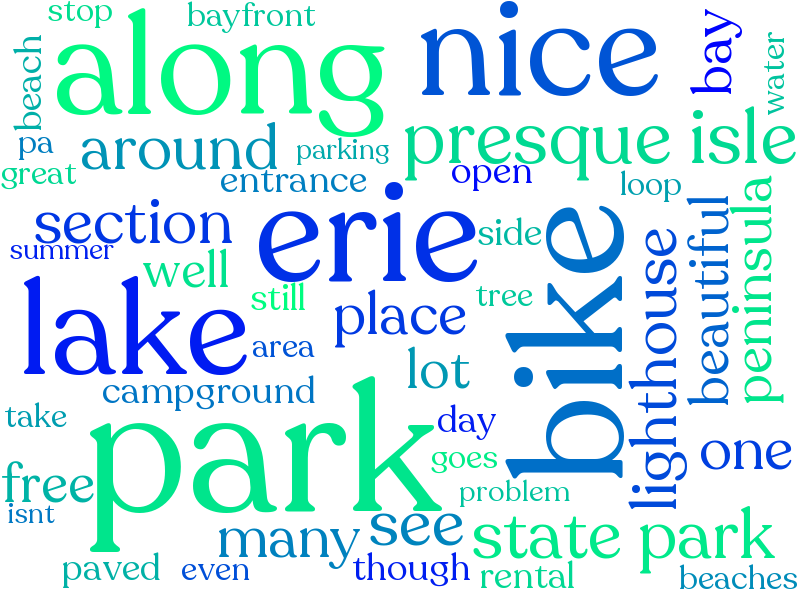 stop
bayfront
along
nice
bay
beach
water
pa
around
parking
presque isle
great
entrance
open
loop
section
erie
side
bike
lighthouse
beautiful
peninsula
summer
well
still
tree
lake
place
area
lot
campground
take
park
day
one
goes
free
problem
isnt
many
see
state park
paved
even
though
rental
beaches